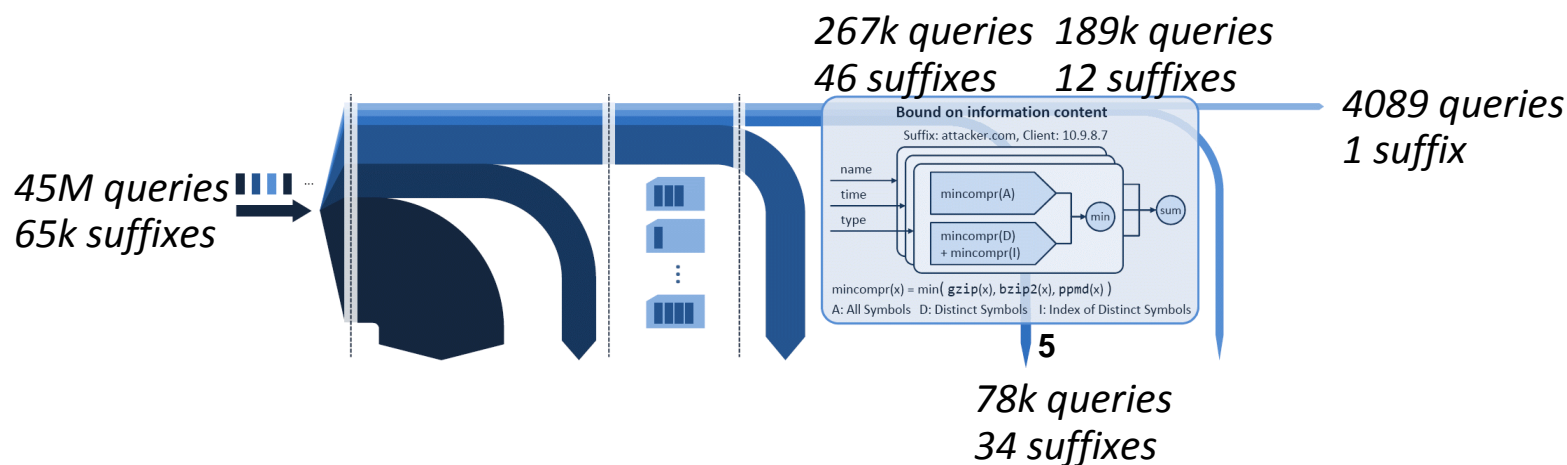 267k queries 189k queries
46 suffixes 12 suffixes
4089 queries
1 suffix
45M queries ...
65k suffixes
Bound on information content
Suffix: attacker.com, Client: 10.9.8.7
name
time
type
mincompr(A)
mincompr(D)
+ mincompr(I)
min
sum
mincompr(x) = min( gzip(x), bzip2(x), ppmd(x) )
A: All Symbols D: Distinct Symbols I: Index of Distinct Symbols
5
78k queries
34 suffixes